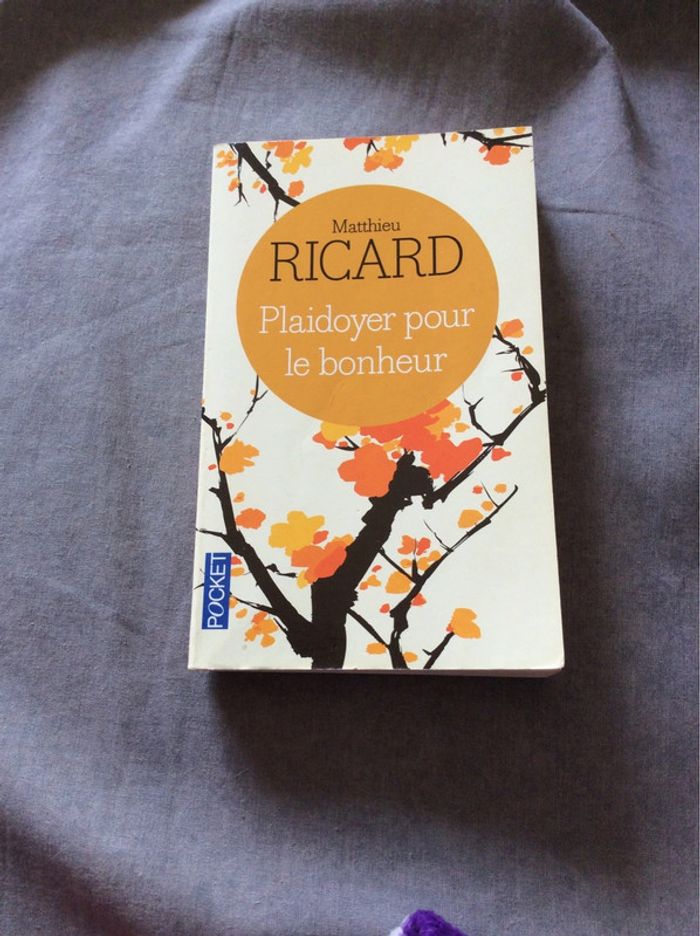 Matthieu
RICARD
Plaidoyer pour
le bonheur
POCKET